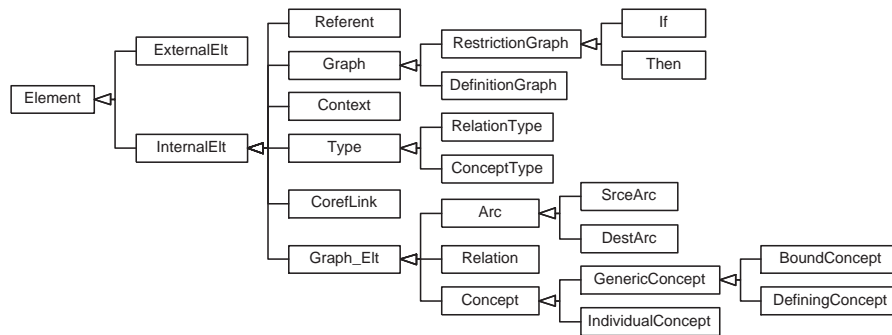 Element
ExternalElt
InternalElt
Referent
Graph
Context
Type
CorefLink
Graph_Elt
RestrictionGraph
DefinitionGraph
If
Then
RelationType
ConceptType
Arc
Relation
Concept
SrceArc
DestArc
GenericConcept
IndividualConcept
BoundConcept
DefiningConcept